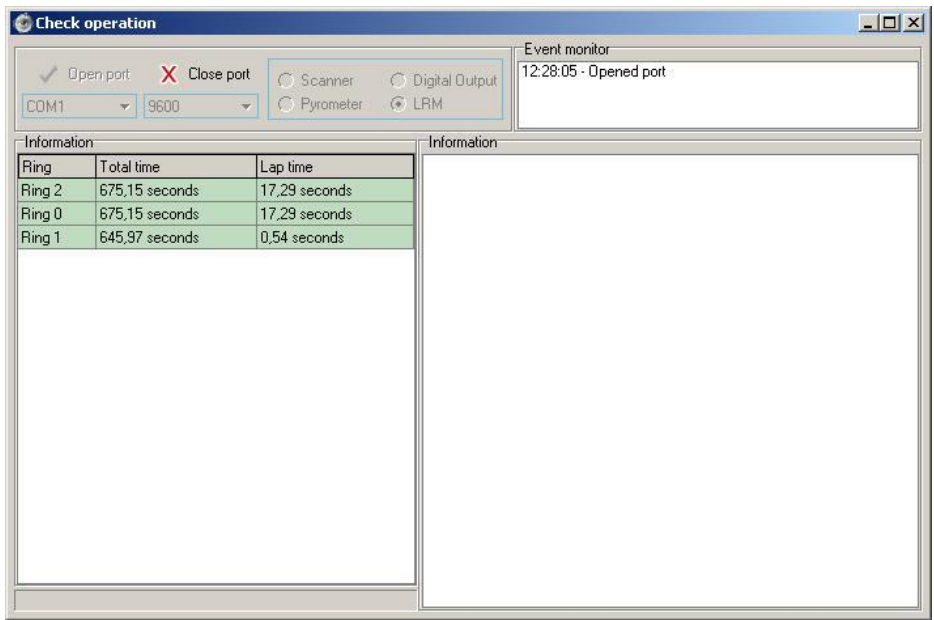 Check operation
Open port
Close port
COM1
9600
Scanner
Digital Output
Pyrometer
LRM
Event monitor
12:28:05 - Opened port
Information
Ring Total time Lap time
Ring 2 675,15 seconds 17,29 seconds
Ring 0 675,15 seconds 17,29 seconds
Ring 1 645,97 seconds 0,54 seconds
Information